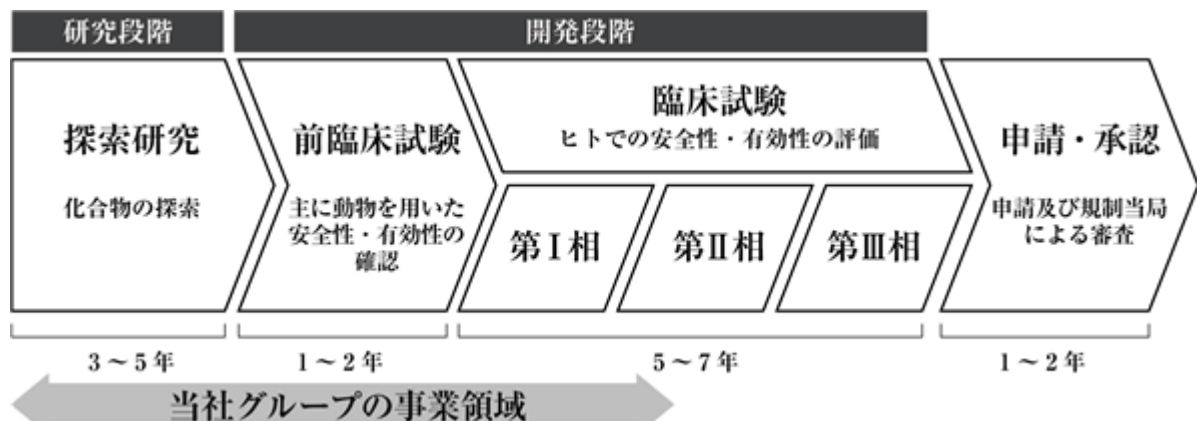 研究段階
開発段階
探索研究
化合物の探索
前臨床試験
主に動物を用いた
安全性・有効性の
確認
臨床試験
ヒトでの安全性・有効性の評価
第Ⅰ相
第Ⅱ相
第Ⅲ相
申請・承認
申請及び規制当局
による審査
3～5年
1～2年
5～7年
1～2年
当社グループの事業領域